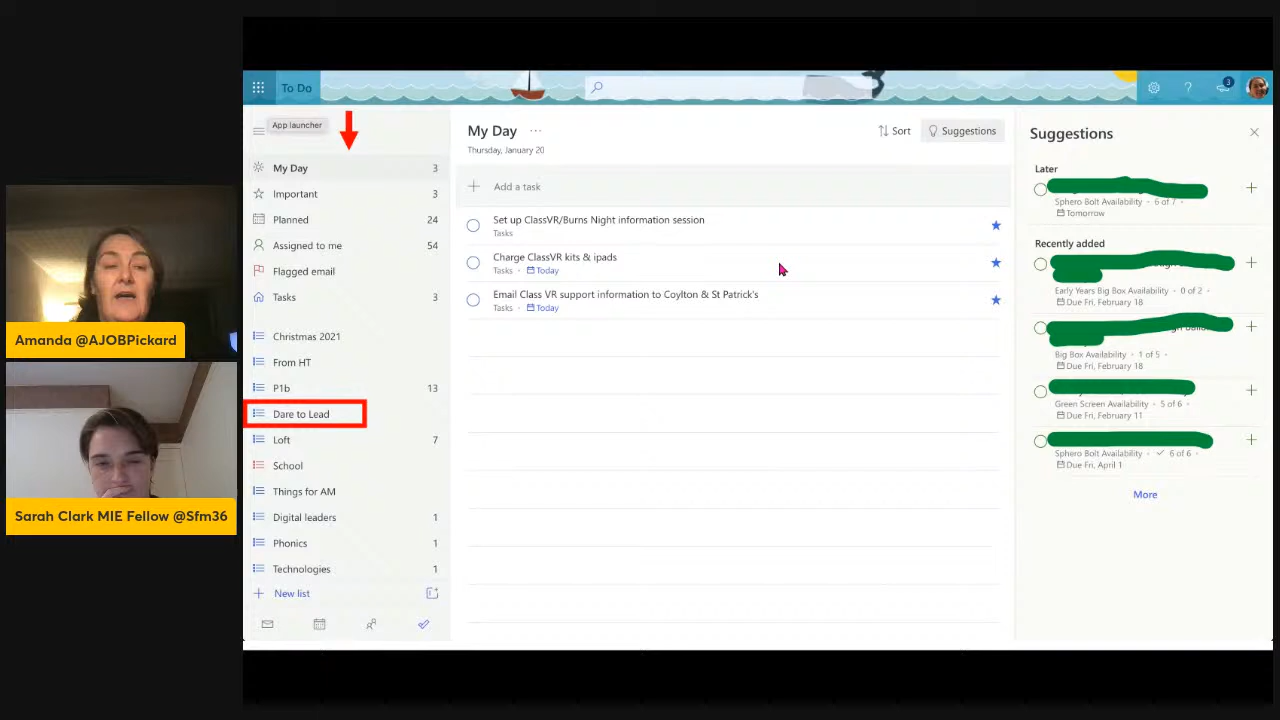 To Do
3
App launcher
My Day 3
Important 3
Planned 24
Assigned to me 54
Flagged email
Tasks 3
Christmas 2021
From HT
P1b 13
Dare to Lead
Loft 7
School
Things for AM
Digital leaders 1
Phonics 1
Technologies 1
New list
My Day ...
Sort
Suggestions
Thursday, January 20
Add a task
Set up ClassVR/Burns Night information session
Tasks
Charge ClassVR kits & ipads
Tasks · Today
Email Class VR support information to Coylton & St Patrick's
Tasks · Today
Suggestions
Later
Sphero Bolt Availability · 6 of 7
Tomorrow
Recently added
Early Years Big Box Availability · 0 of 2
Due Fri, February 18
Big Box Availability · 1 of 5
Due Fri, February 18
Green Screen Availability · 5 of 6
Due Fri, February 11
Sphero Bolt Availability · ✓ 6 of 6
Due Fri, April 1
More
Amanda @AJOBPickard
Sarah Clark MIE Fellow @Sfm36